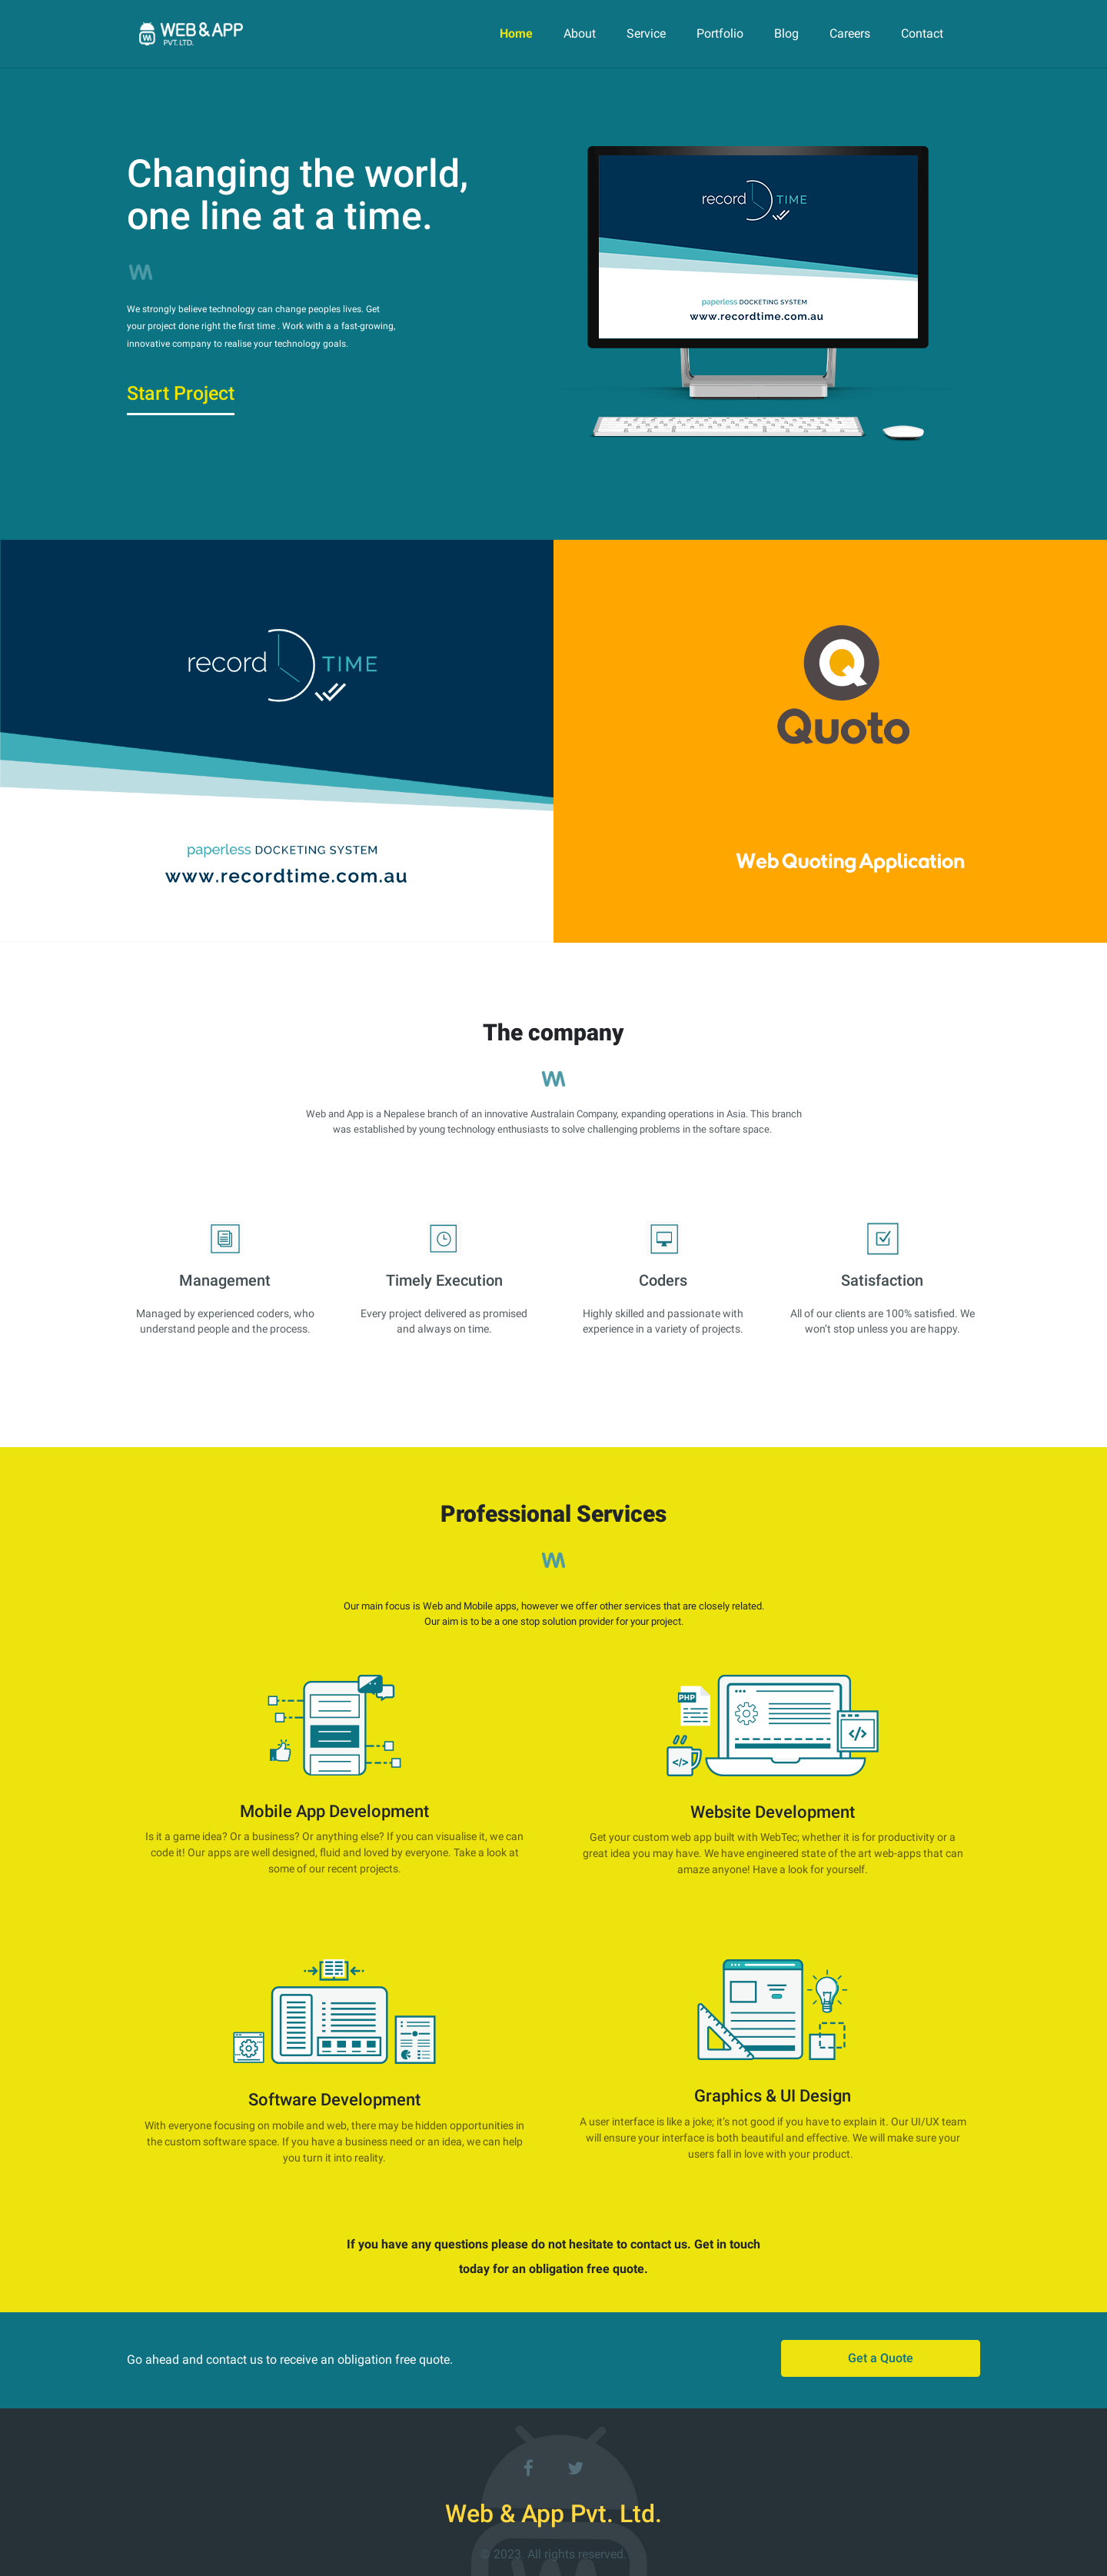 WEB & APP
PVT. LTD.
Home
About
Service
Portfolio
Blog
Careers
Contact
Changing the world,
one line at a time.
We strongly believe technology can change peoples lives. Get
your project done right the first time . Work with a a fast-growing,
innovative company to realise your technology goals.
Start Project
record TIME
paperless DOCKETING SYSTEM
www.recordtime.com.au
record TIME
paperless DOCKETING SYSTEM
www.recordtime.com.au
Quoto
Web Quoting Application
The company
Web and App is a Nepalese branch of an innovative Australain Company, expanding operations in Asia. This branch
was established by young technology enthusiasts to solve challenging problems in the softare space.
Management
Managed by experienced coders, who
understand people and the process.
Timely Execution
Every project delivered as promised
and always on time.
Coders
Highly skilled and passionate with
experience in a variety of projects.
Satisfaction
All of our clients are 100% satisfied. We
won't stop unless you are happy.
Professional Services
Our main focus is Web and Mobile apps, however we offer other services that are closely related.
Our aim is to be a one stop solution provider for your project.
Mobile App Development
Is it a game idea? Or a business? Or anything else? If you can visualise it, we can
code it! Our apps are well designed, fluid and loved by everyone. Take a look at
some of our recent projects.
PHP
</>
</>
Website Development
Get your custom web app built with WebTec; whether it is for productivity or a
great idea you may have. We have engineered state of the art web-apps that can
amaze anyone! Have a look for yourself.
Software Development
With everyone focusing on mobile and web, there may be hidden opportunities in
the custom software space. If you have a business need or an idea, we can help
you turn it into reality.
Graphics & UI Design
A user interface is like a joke; it's not good if you have to explain it. Our UI/UX team
will ensure your interface is both beautiful and effective. We will make sure your
users fall in love with your product.
If you have any questions please do not hesitate to contact us. Get in touch
today for an obligation free quote.
Go ahead and contact us to receive an obligation free quote.
Get a Quote
Web & App Pvt. Ltd.
© 2023. All rights reserved.